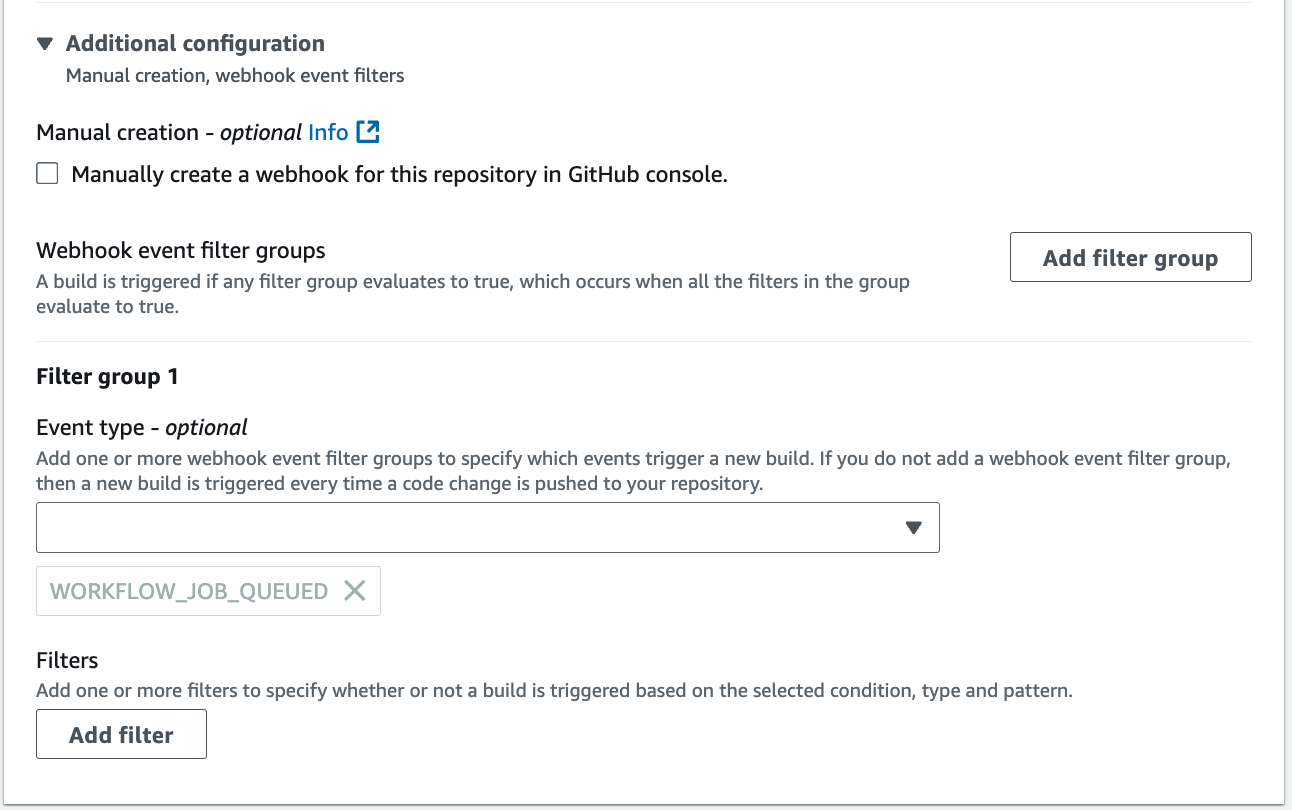 Additional configuration
Manual creation, webhook event filters
Manual creation - optional Info
Manually create a webhook for this repository in GitHub console.
Webhook event filter groups
A build is triggered if any filter group evaluates to true, which occurs when all the filters in the group
evaluate to true.
Add filter group
Filter group 1
Event type - optional
Add one or more webhook event filter groups to specify which events trigger a new build. If you do not add a webhook event filter group,
then a new build is triggered every time a code change is pushed to your repository.
WORKFLOW_JOB_QUEUED
Filters
Add one or more filters to specify whether or not a build is triggered based on the selected condition, type and pattern.
Add filter